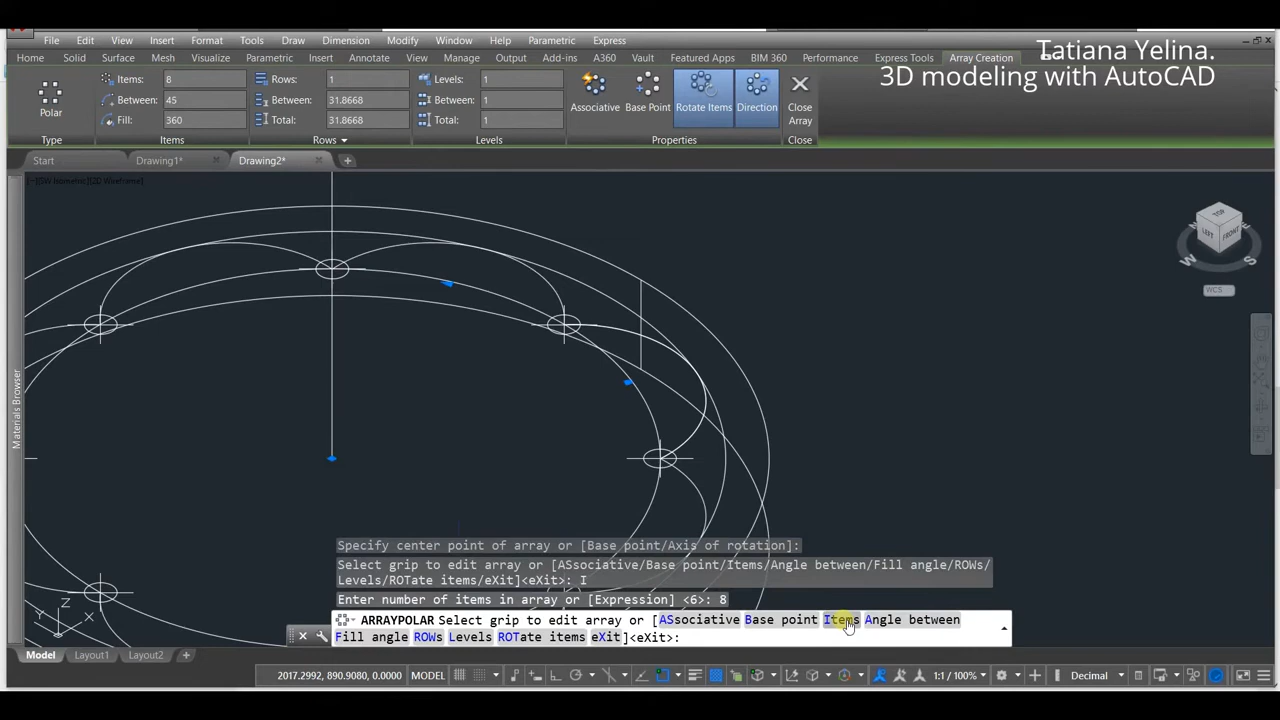 File Edit View Insert Format Tools Draw Dimension Modify Window Help Parametric Express
Tatiana Yelina.
3D modeling with AutoCAD
Home Solid Surface Mesh Visualize Parametric Insert Annotate View Manage Output Add-ins A360 Vault Featured Apps BIM 360 Performance Express Tools Array Creation
Items: 8 Rows: 1 Levels: 1
Between: 45 Between: 31.8668 Between: 1
Fill: 360 Total: 31.8668 Total: 1
Polar Associative Base Point Rotate Items Direction Close Array
Type Items Rows Levels Properties Close
Start Drawing1* Drawing2*
[−][SW Isometric][2D Wireframe]
TOP
LEFT FRONT
W S
WCS
Materials Browser
Z
Y X
Specify center point of array or [Base point/Axis of rotation]:
Select grip to edit array or [ASsociative/Base point/Items/Angle between/Fill angle/ROWs/
Levels/ROTate items/eXit]<eXit>: I
Enter number of items in array or [Expression] <6>: 8
ARRAYPOLAR Select grip to edit array or [ASsociative Base point Items Angle between
Fill angle ROWs Levels ROTate items eXit]<eXit>:
Model Layout1 Layout2
2017.2992, 890.9080, 0.0000 MODEL 1:1 / 100% Decimal